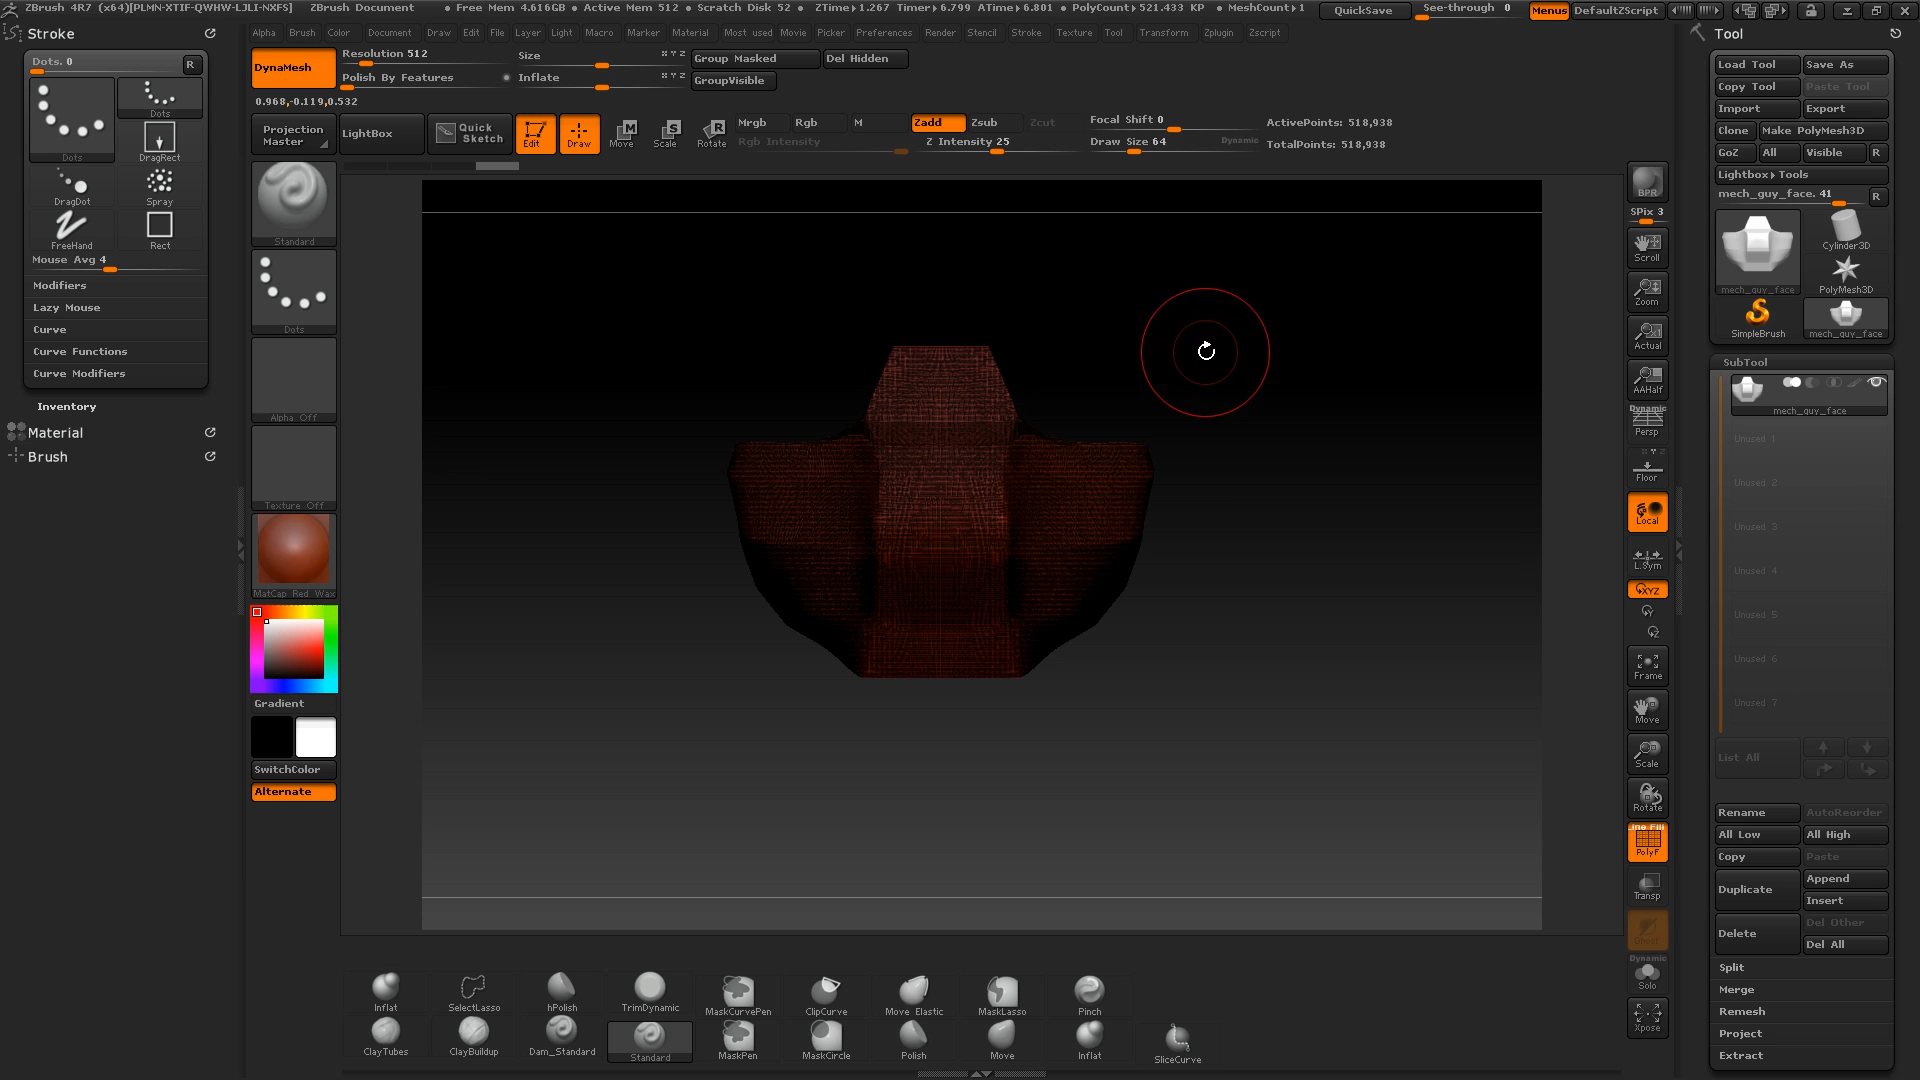 ZBrush 4R7 (x64)[PLMN-XTIF-QWHW-LJLI-NXFS] ZBrush Document • Free Mem 4.616GB • Active Mem 512 • Scratch Disk 52 • ZTime▸1.267 Timer▸6.799 ATime▸6.801 • PolyCount▸521.433 KP • MeshCount▸1 QuickSave See-through 0 Menus DefaultZScript
Stroke
Alpha Brush Color Document Draw Edit File Layer Light Macro Marker Material Most used Movie Picker Preferences Render Stencil Stroke Texture Tool Transform Zplugin Zscript
Tool
Dots. 0 R
Dots
Dots
DragRect
DragDot Spray
FreeHand Rect
Mouse Avg 4
Modifiers
Lazy Mouse
Curve
Curve Functions
Curve Modifiers
Inventory
Material
Brush
DynaMesh
Resolution 512
Polish By Features
Size X Y Z
Inflate X Y Z
Group Masked Del Hidden
GroupVisible
0.968,-0.119,0.532
Projection Master
LightBox
Quick Sketch
Edit Draw Move Scale Rotate
Mrgb Rgb M
Rgb Intensity
Zadd Zsub Zcut
Z Intensity 25
Focal Shift 0
Draw Size 64 Dynamic
ActivePoints: 518,938
TotalPoints: 518,938
Standard
Dots
Alpha Off
Texture Off
MatCap Red Wax
Gradient
SwitchColor
Alternate
BPR
SPix 3
Scroll
Zoom
Actual
AAHalf
Dynamic
Persp
Floor
Local
L.Sym
XYZ
Y
Z
Frame
Move
Scale
Rotate
Line Fill
PolyF
Transp
Ghost
Dynamic
Solo
Xpose
Load Tool Save As
Copy Tool Paste Tool
Import Export
Clone Make PolyMesh3D
GoZ All Visible R
Lightbox▸Tools
mech_guy_face. 41 R
mech_guy_face
Cylinder3D
PolyMesh3D
SimpleBrush
mech_guy_face
SubTool
mech_guy_face
Unused 1
Unused 2
Unused 3
Unused 4
Unused 5
Unused 6
Unused 7
List All
Rename AutoReorder
All Low All High
Copy Paste
Duplicate Append
Insert
Delete Del Other
Del All
Split
Merge
Remesh
Project
Extract
Inflat SelectLasso hPolish TrimDynamic MaskCurvePen ClipCurve Move Elastic MaskLasso Pinch
ClayTubes ClayBuildup Dam_Standard Standard MaskPen MaskCircle Polish Move Inflat SliceCurve